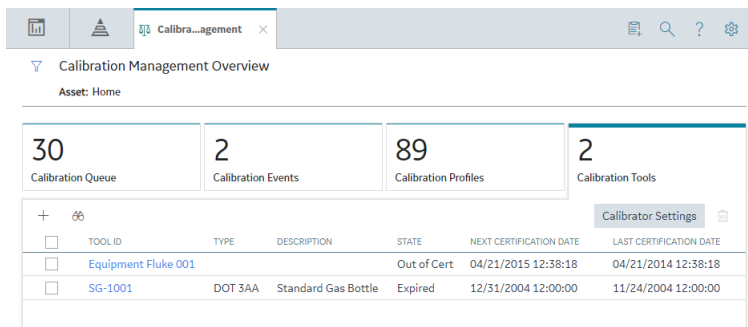 Calibra...agement
?
Calibration Management Overview
Asset: Home
30
Calibration Queue
2
Calibration Events
89
Calibration Profiles
2
Calibration Tools
Calibrator Settings
TOOL ID TYPE DESCRIPTION STATE NEXT CERTIFICATION DATE LAST CERTIFICATION DATE
Equipment Fluke 001 Out of Cert 04/21/2015 12:38:18 04/21/2014 12:38:18
SG-1001 DOT 3AA Standard Gas Bottle Expired 12/31/2004 12:00:00 11/24/2004 12:00:00